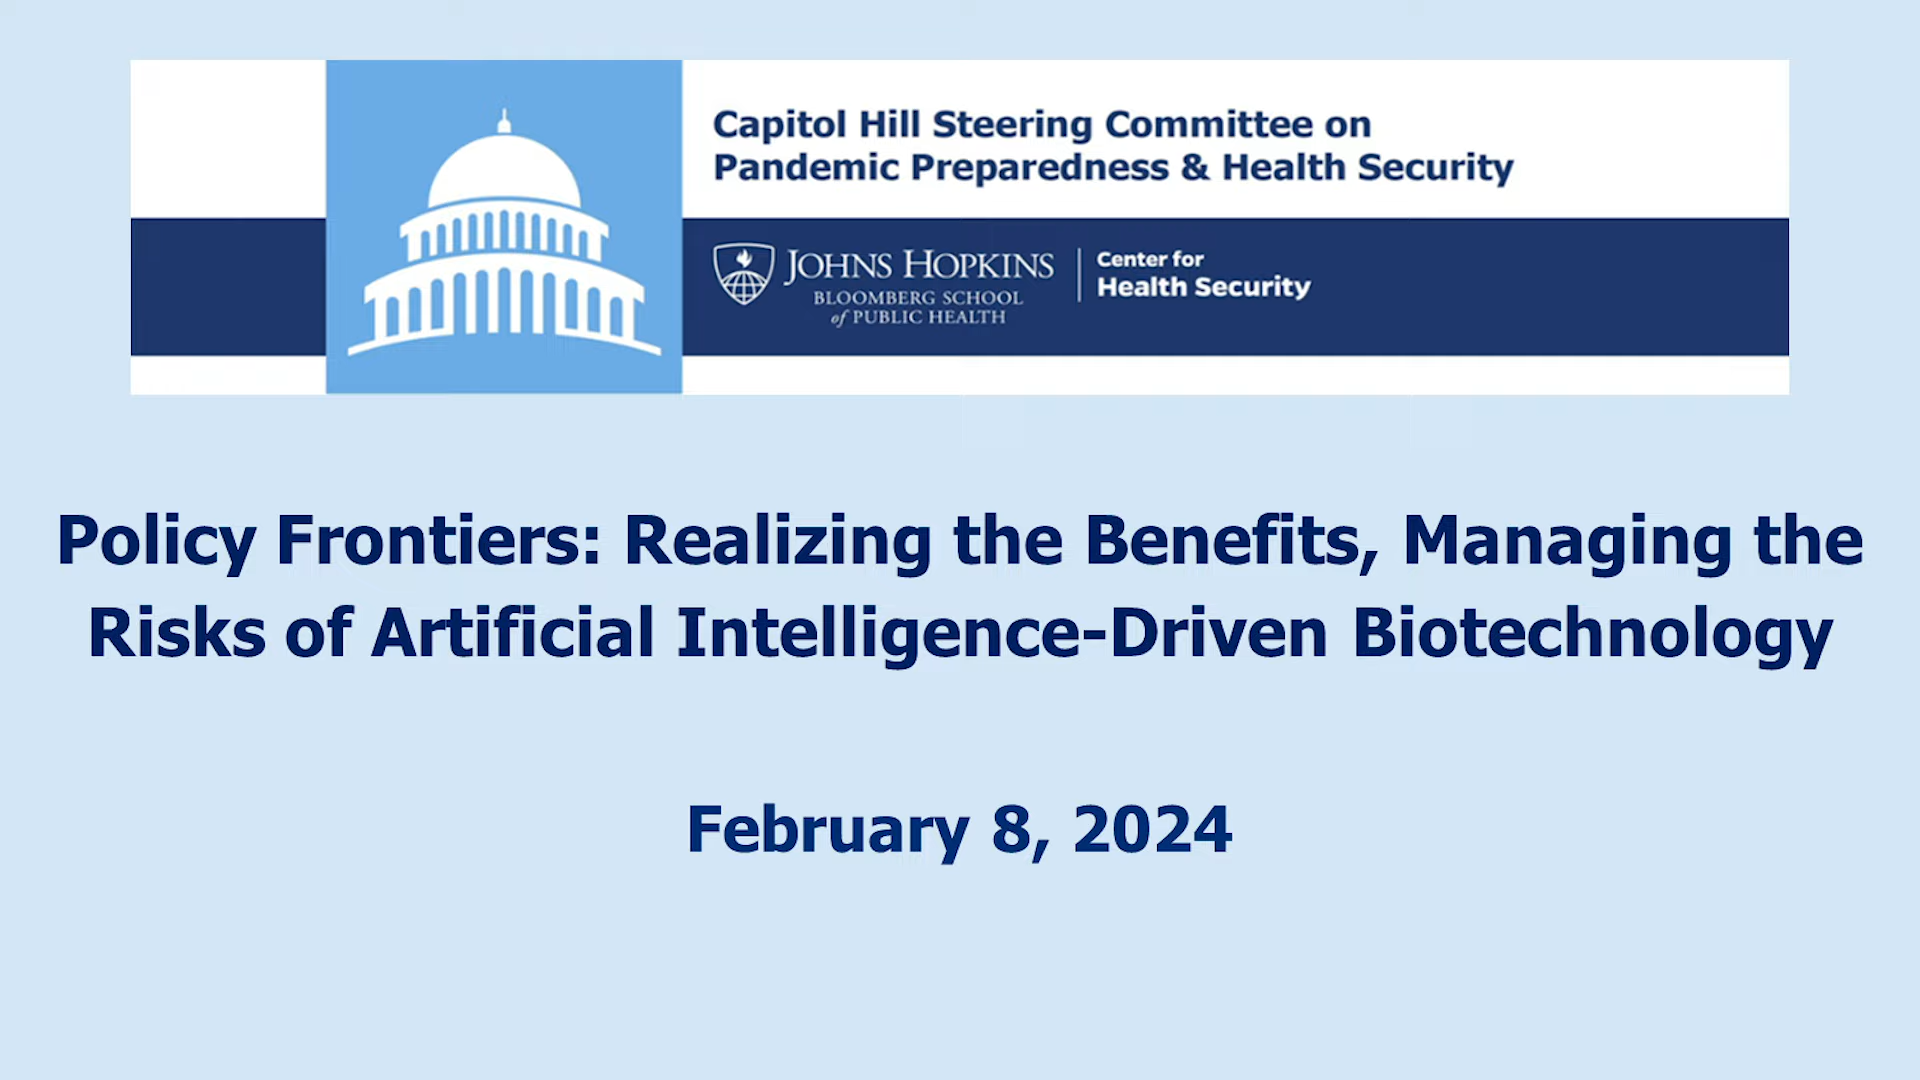 Capitol Hill Steering Committee on
Pandemic Preparedness & Health Security
JOHNS HOPKINS
BLOOMBERG SCHOOL
of PUBLIC HEALTH
Center for
Health Security
Policy Frontiers: Realizing the Benefits, Managing the
Risks of Artificial Intelligence-Driven Biotechnology
February 8, 2024